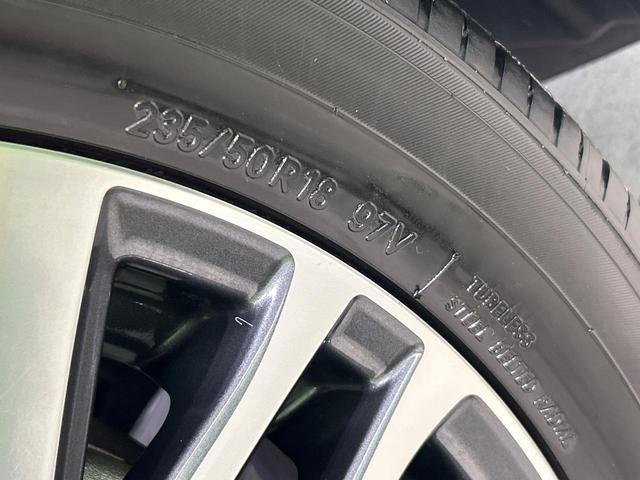 235/50R18 97V
TUBELESS
STEEL BELTED RADIAL